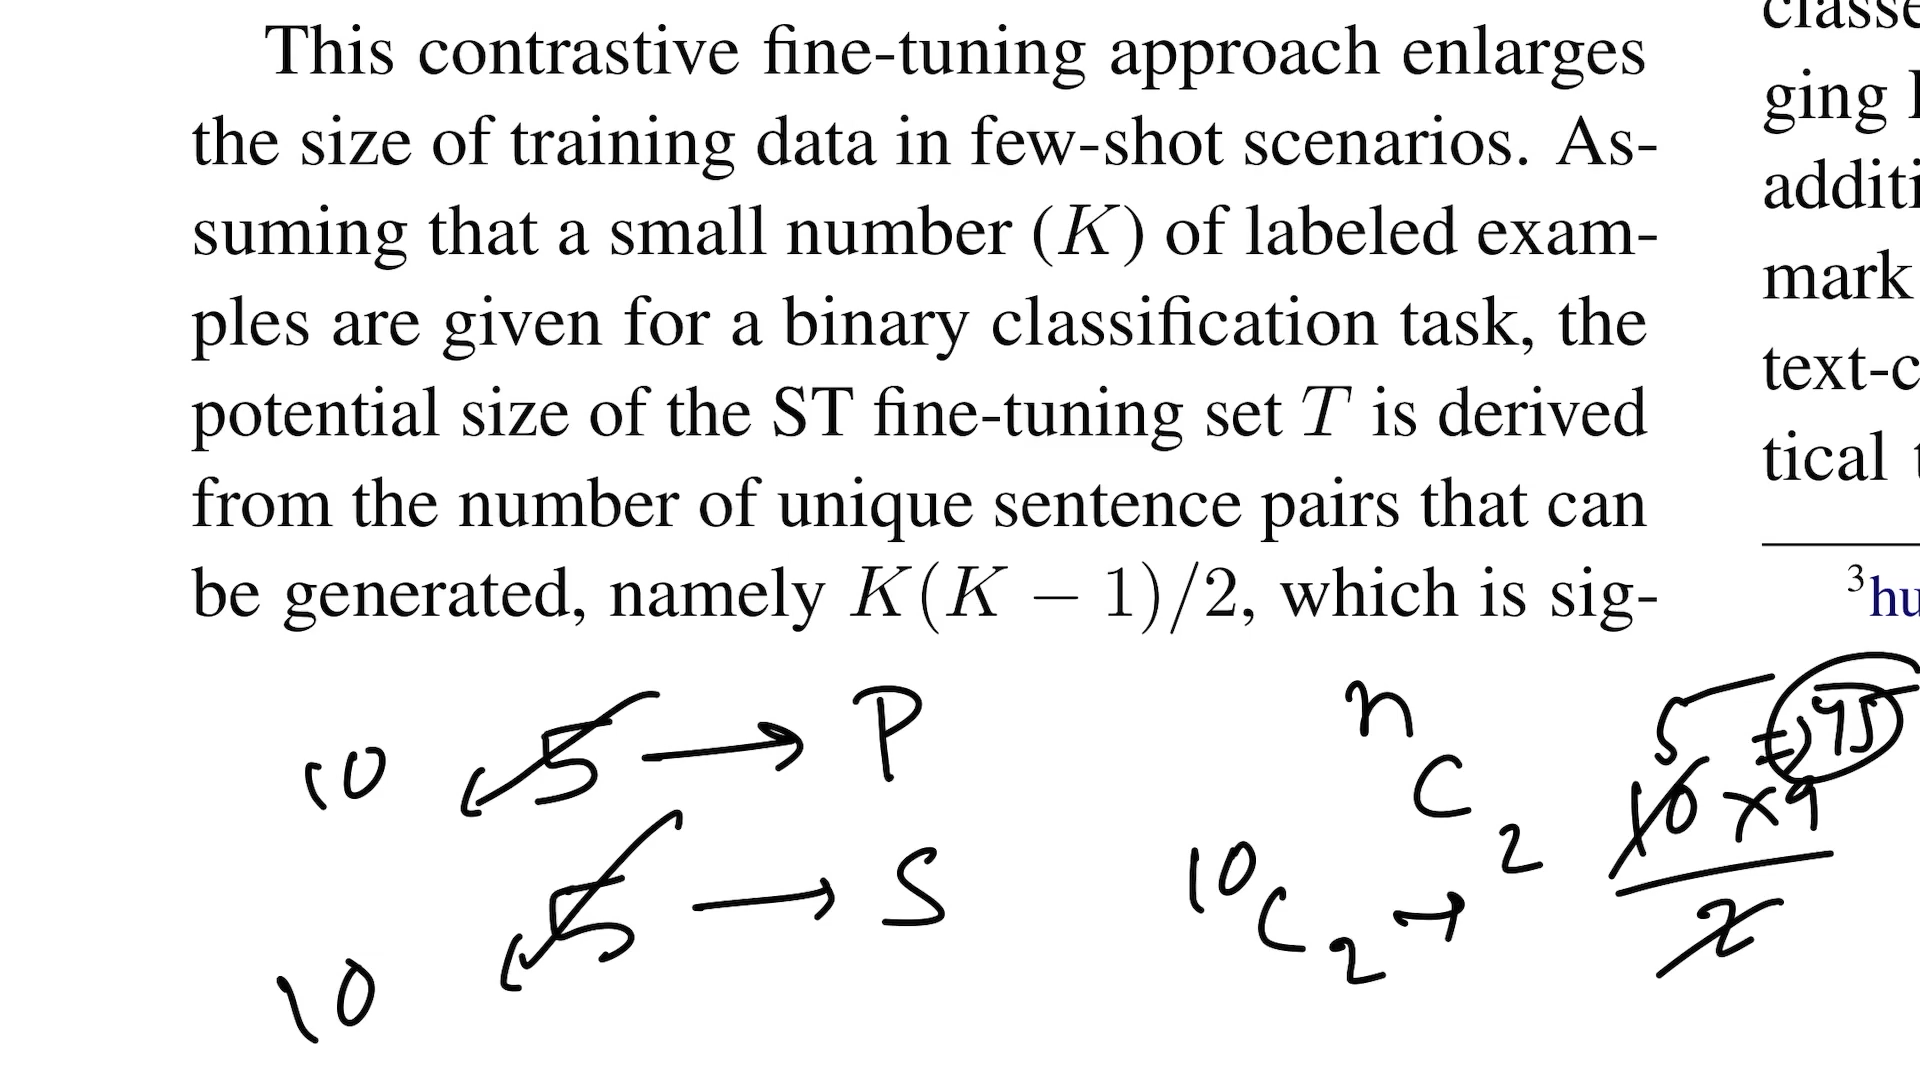 This contrastive fine-tuning approach enlarges
the size of training data in few-shot scenarios. As-
suming that a small number (K) of labeled exam-
ples are given for a binary classification task, the
potential size of the ST fine-tuning set T is derived
from the number of unique sentence pairs that can
be generated, namely K(K − 1)/2, which is sig-
classe
ging
additi
mark
text-c
tical t
3hu
10 5 → P
10 5 → S
n C 2
10 C 2 →
5 = 45
10 x 9
2